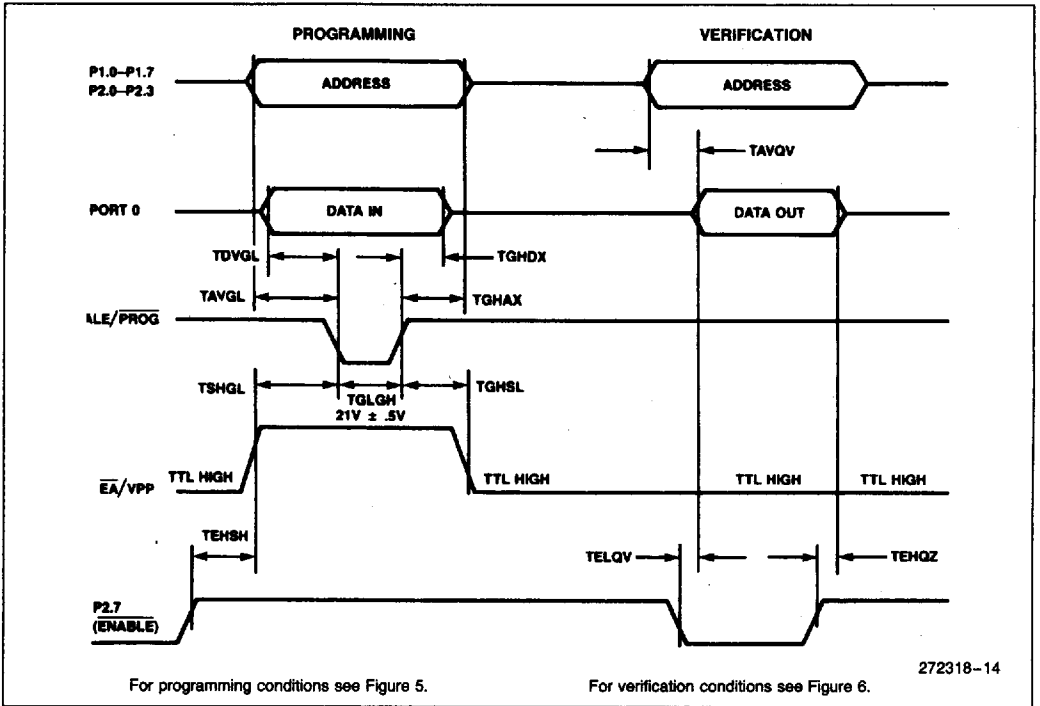 PROGRAMMING VERIFICATION
P1.0–P1.7
P2.0–P2.3
ADDRESS ADDRESS
TAVQV
PORT 0 DATA IN DATA OUT
TDVGL TGHDX
TAVGL TGHAX
ALE/PROG
TSHGL TGLGH TGHSL
21V ± .5V
EA/VPP TTL HIGH TTL HIGH TTL HIGH TTL HIGH
TEHSH TELQV TEHQZ
P2.7
(ENABLE)
272318–14
For programming conditions see Figure 5. For verification conditions see Figure 6.